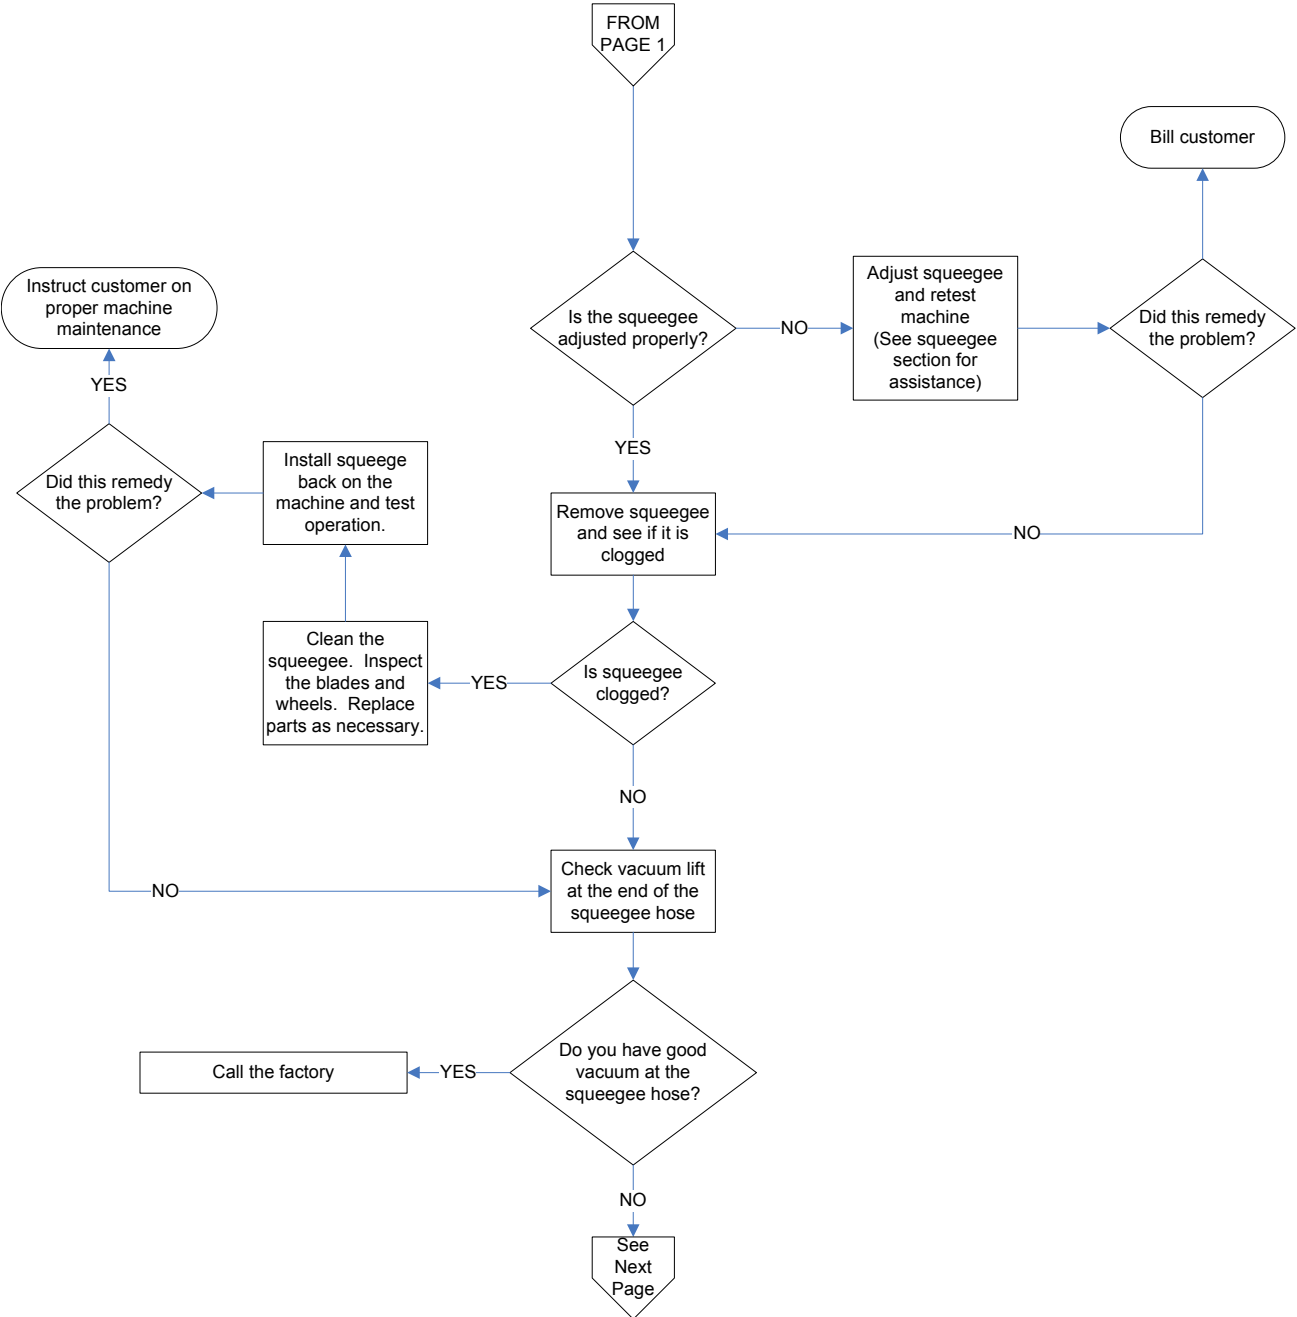 FROM
PAGE 1
Bill customer
Instruct customer on
proper machine
maintenance
Is the squeegee
adjusted properly?
NO
Adjust squeegee
and retest
machine
(See squeegee
section for
assistance)
Did this remedy
the problem?
YES
YES
Did this remedy
the problem?
Install squeege
back on the
machine and test
operation.
Remove squeegee
and see if it is
clogged
NO
Clean the
squeegee.  Inspect
the blades and
wheels.  Replace
parts as necessary.
YES
Is squeegee
clogged?
NO
NO
Check vacuum lift
at the end of the
squeegee hose
Call the factory
YES
Do you have good
vacuum at the
squeegee hose?
NO
See
Next
Page